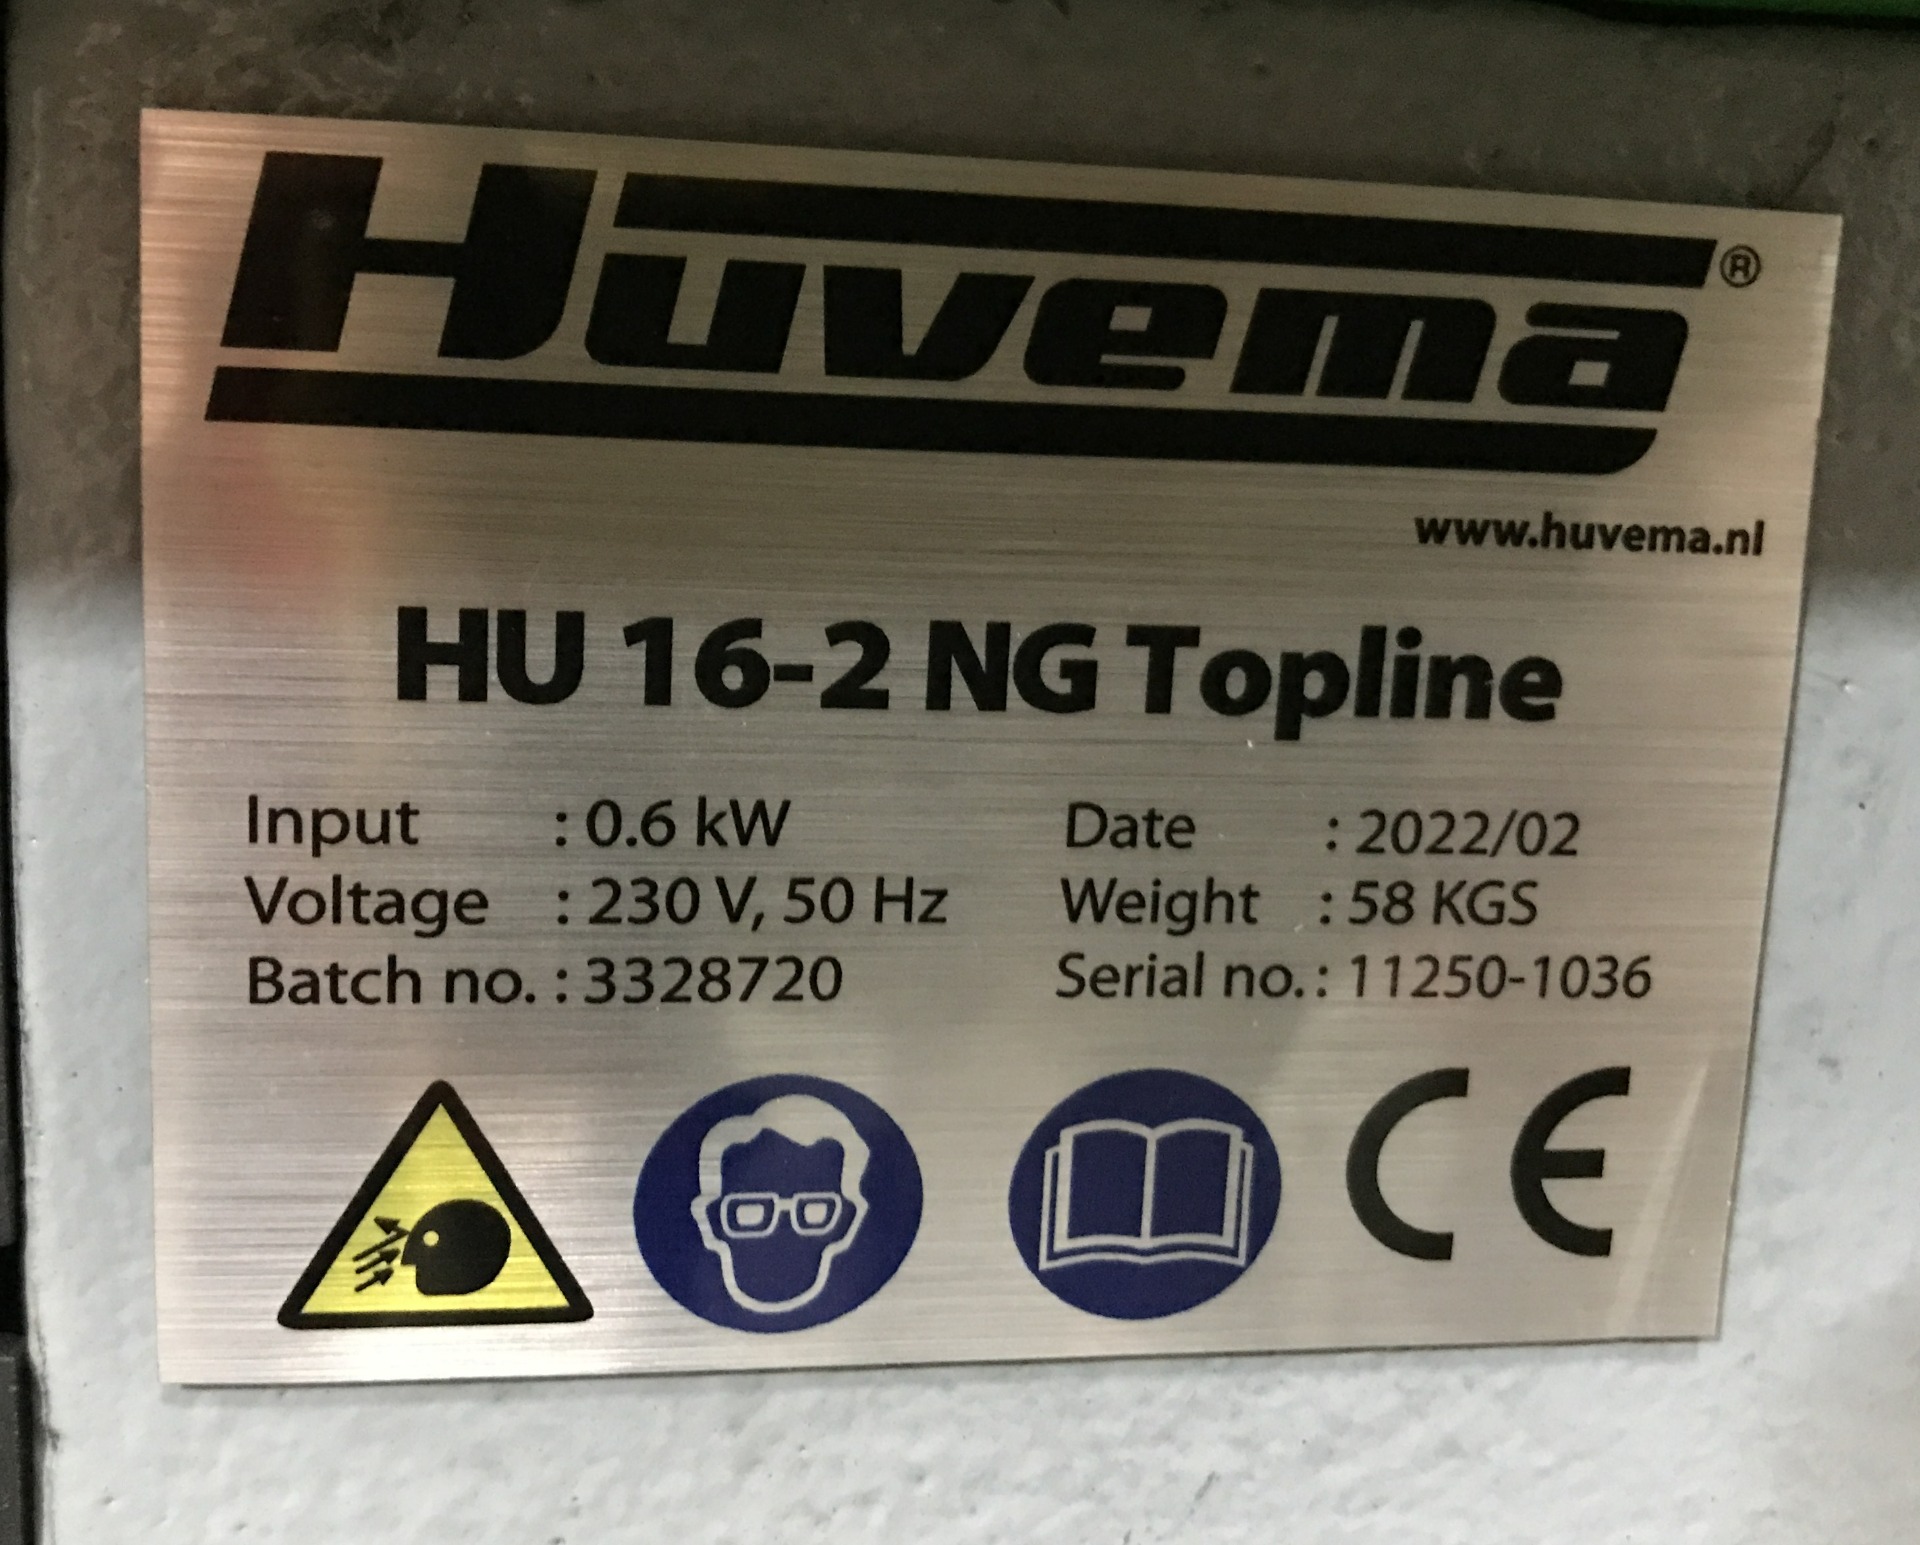 Huvema®
www.huvema.nl
HU 16-2 NG Topline
Input : 0.6 kW Date : 2022/02
Voltage : 230 V, 50 Hz Weight : 58 KGS
Batch no. : 3328720 Serial no. : 11250-1036
CE